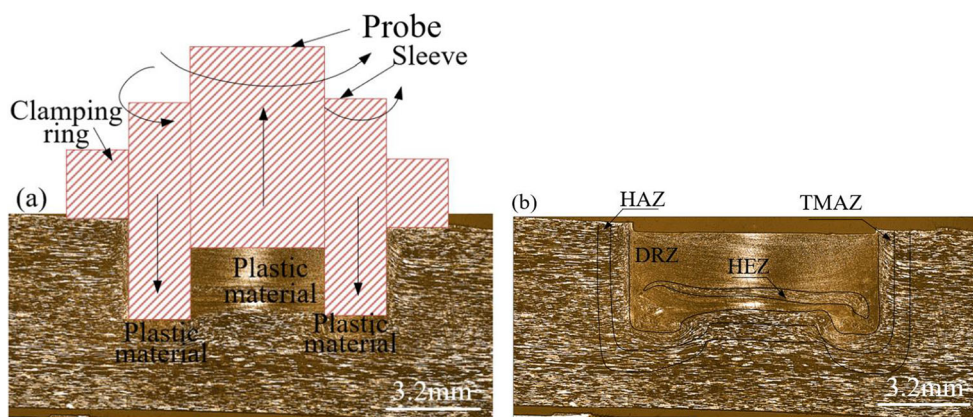 Probe
Sleeve
Clamping
ring
(a)
Plastic
material
Plastic
material
Plastic
material
3.2mm
(b)
HAZ
TMAZ
DRZ
HEZ
3.2mm